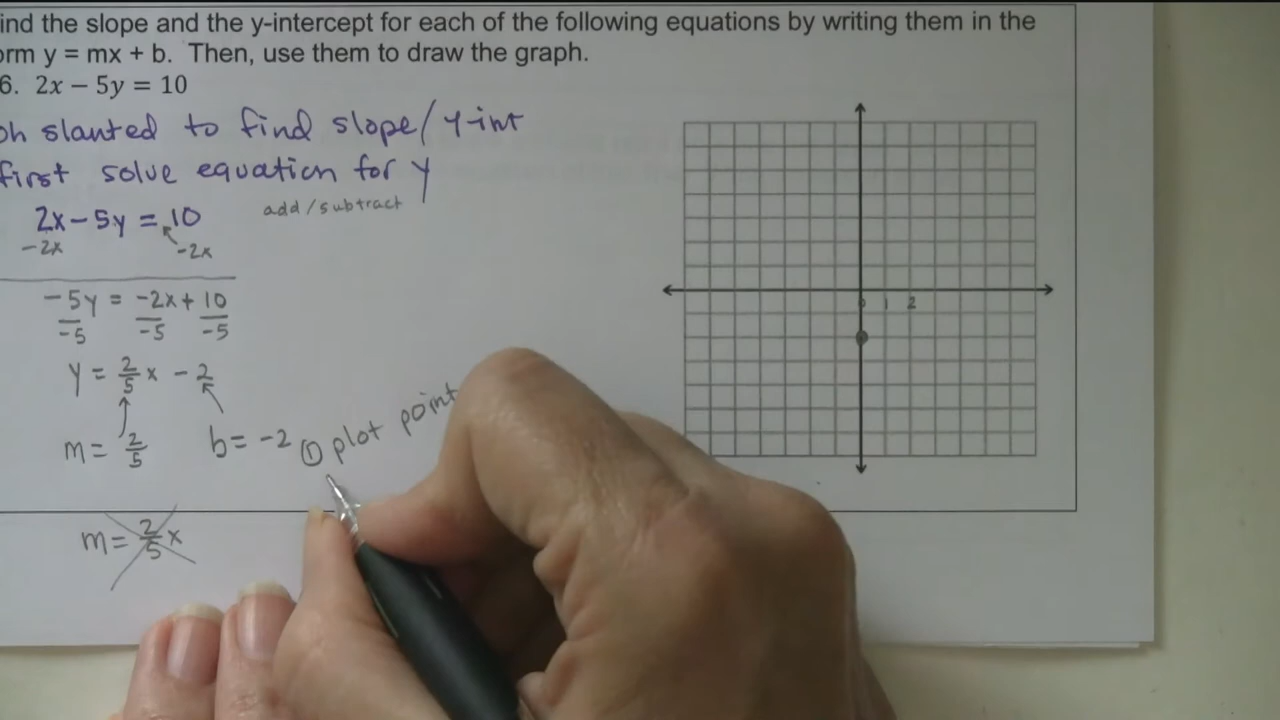 ind the slope and the y-intercept for each of the following equations by writing them in the
orm y = mx + b. Then, use them to draw the graph.
6. 2x − 5y = 10
ph slanted to find slope/y-int
first solve equation for y
add/subtract
2x − 5y = 10
−2x −2x
−5y = −2x + 10
−5 −5 −5
y = 2/5 x − 2
m = 2/5 b = −2 ① plot point
m = 2/5 x
0 1 2